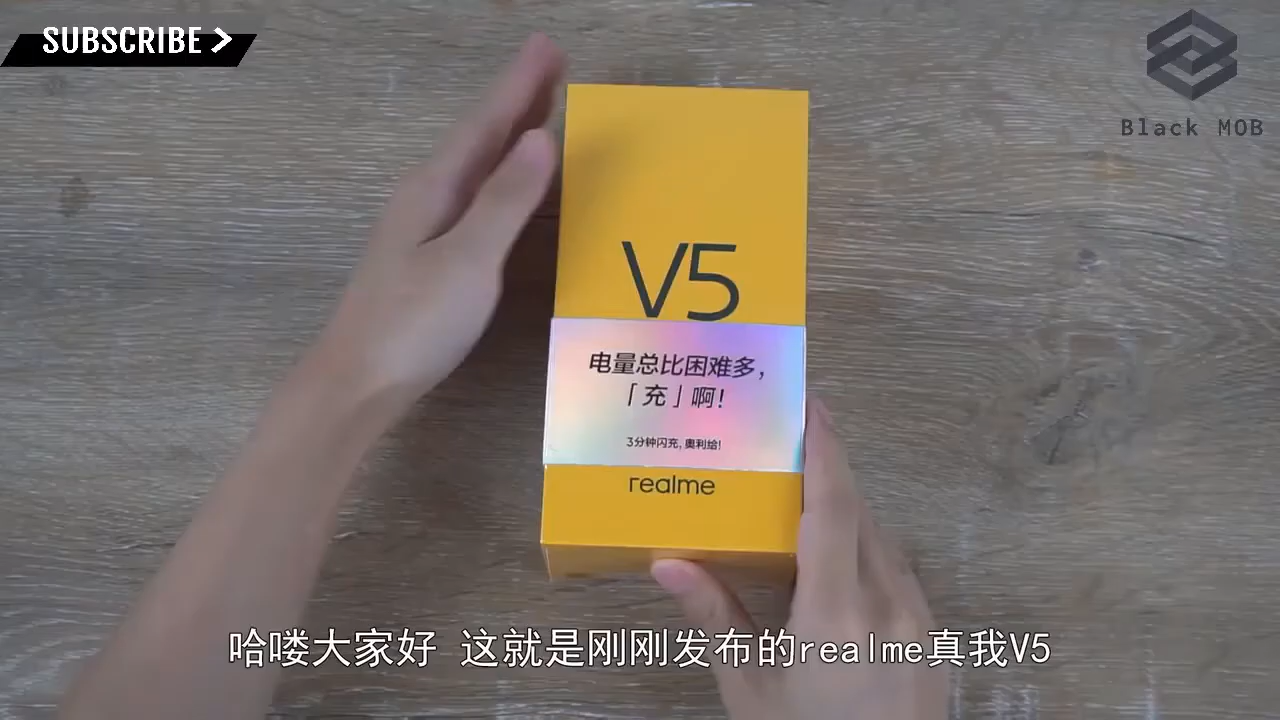 SUBSCRIBE >
Black MOB
V5
电量总比困难多，
「充」啊！
3分钟闪充，奥利给！
realme
哈喽大家好 这就是刚刚发布的realme真我V5